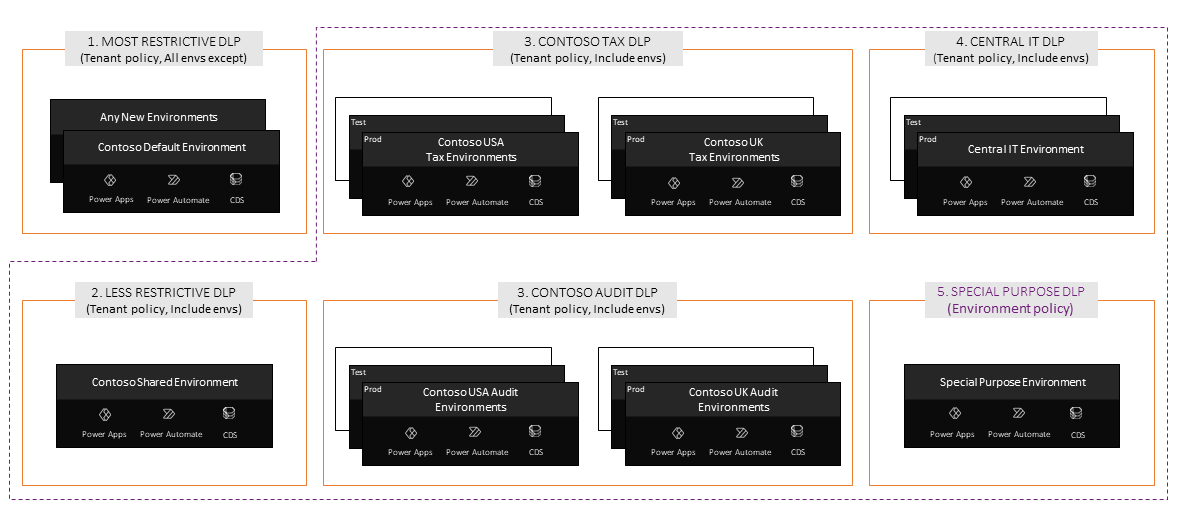 1. MOST RESTRICTIVE DLP
(Tenant policy, All envs except)
Any New Environments
Contoso Default Environment
Power Apps
Power Automate
CDS
3. CONTOSO TAX DLP
(Tenant policy, Include envs)
Test
Prod
Contoso USA
Tax Environments
Power Apps
Power Automate
CDS
Test
Prod
Contoso UK
Tax Environments
Power Apps
Power Automate
CDS
4. CENTRAL IT DLP
(Tenant policy, Include envs)
Test
Prod
Central IT Environment
Power Apps
Power Automate
CDS
2. LESS RESTRICTIVE DLP
(Tenant policy, Include envs)
Contoso Shared Environment
Power Apps
Power Automate
CDS
3. CONTOSO AUDIT DLP
(Tenant policy, Include envs)
Test
Prod
Contoso USA Audit
Environments
Power Apps
Power Automate
CDS
Test
Prod
Contoso UK Audit
Environments
Power Apps
Power Automate
CDS
5. SPECIAL PURPOSE DLP
(Environment policy)
Special Purpose Environment
Power Apps
Power Automate
CDS